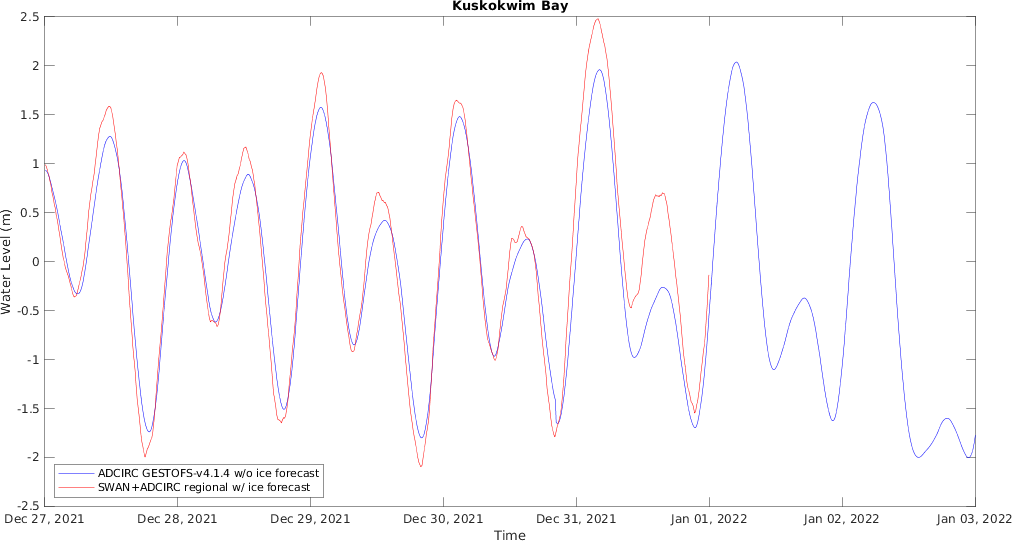 Kuskokwim Bay
2.5
2
1.5
1
0.5
0
-0.5
-1
-1.5
-2
-2.5
Water Level (m)
ADCIRC GESTOFS-v4.1.4 w/o ice forecast
SWAN+ADCIRC regional w/ ice forecast
Dec 27, 2021 Dec 28, 2021 Dec 29, 2021 Dec 30, 2021 Dec 31, 2021 Jan 01, 2022 Jan 02, 2022 Jan 03, 2022
Time